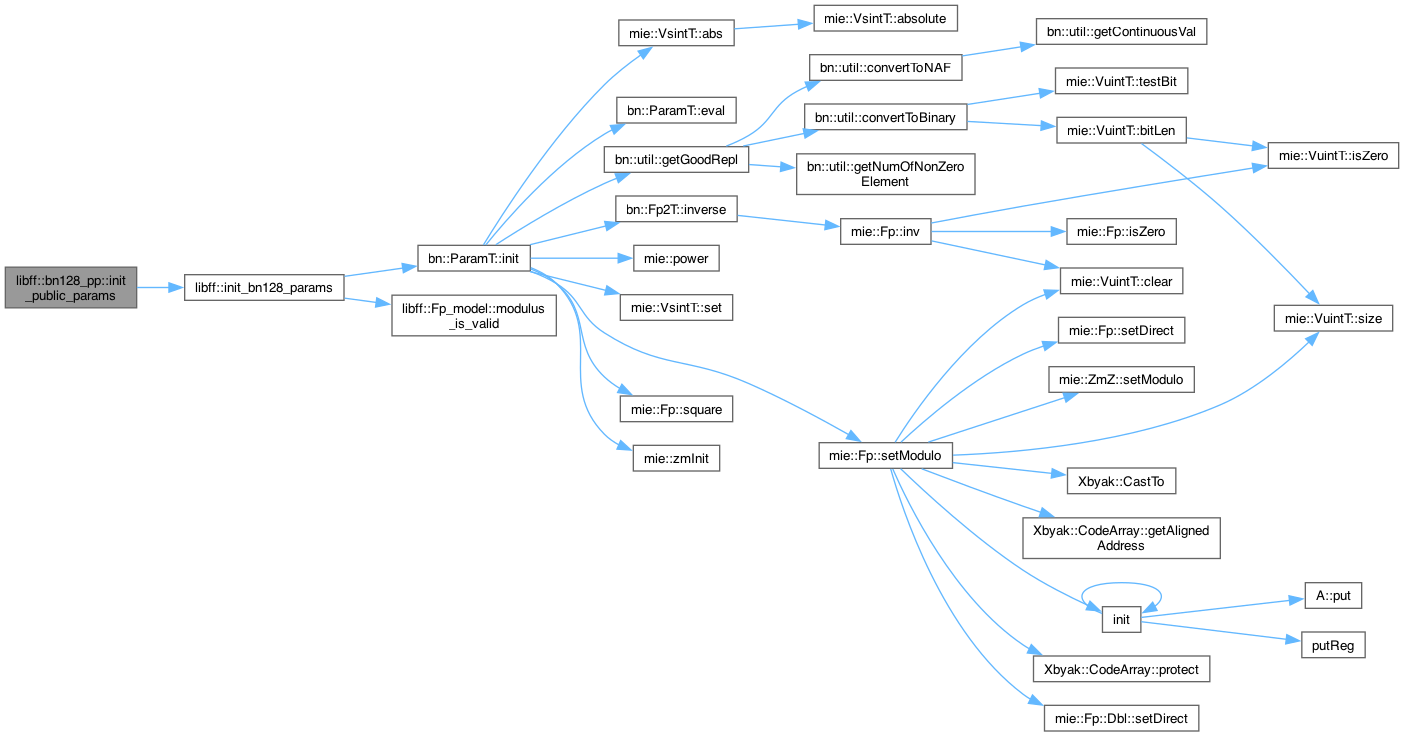 libff::bn128_pp::init
_public_params
libff::init_bn128_params
bn::ParamT::init
libff::Fp_model::modulus
_is_valid
mie::VsintT::abs
bn::ParamT::eval
bn::util::getGoodRepl
bn::Fp2T::inverse
mie::power
mie::VsintT::set
mie::Fp::square
mie::zmInit
mie::VsintT::absolute
bn::util::convertToNAF
bn::util::convertToBinary
bn::util::getNumOfNonZero
Element
mie::Fp::inv
mie::Fp::setModulo
bn::util::getContinuousVal
mie::VuintT::testBit
mie::VuintT::bitLen
mie::Fp::isZero
mie::VuintT::clear
mie::Fp::setDirect
mie::ZmZ::setModulo
Xbyak::CastTo
Xbyak::CodeArray::getAligned
Address
init
Xbyak::CodeArray::protect
mie::Fp::Dbl::setDirect
mie::VuintT::isZero
mie::VuintT::size
A::put
putReg